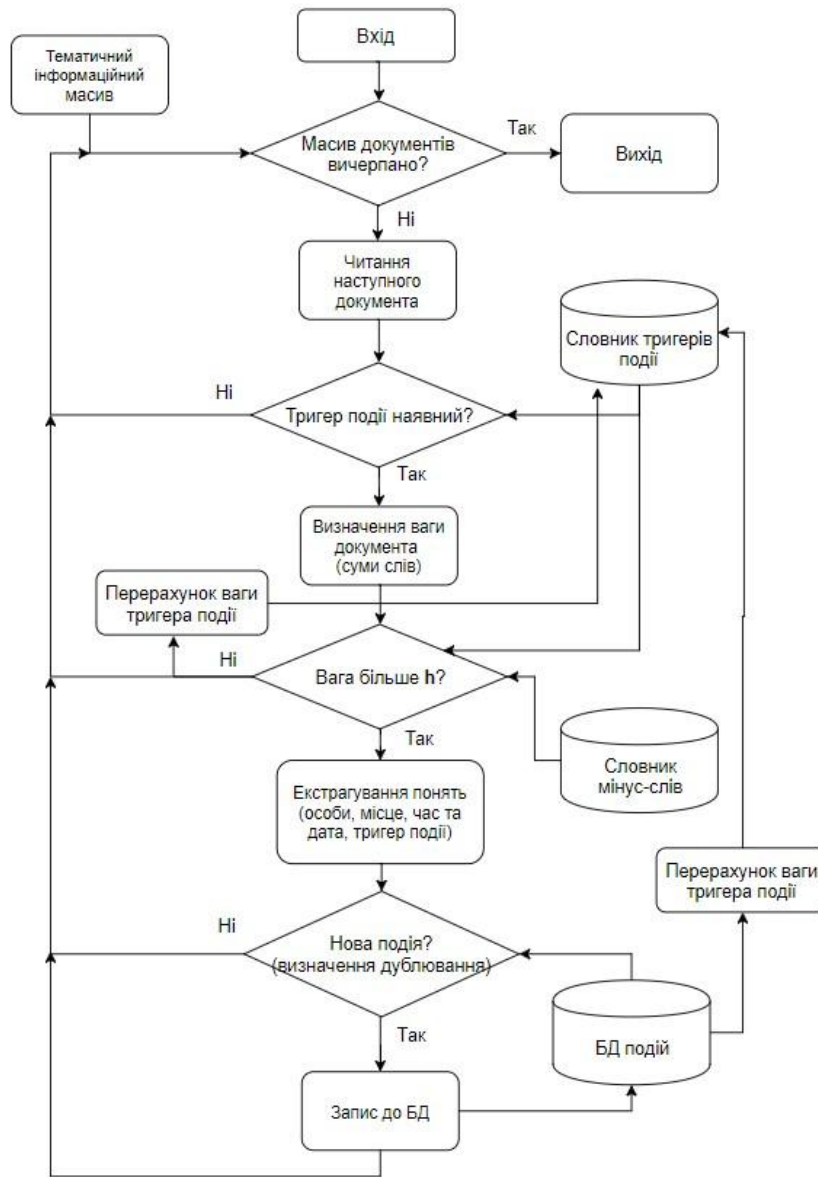 Вхід
Тематичний
інформаційний
масив
Масив документів
вичерпано?
Так
Вихід
Ні
Читання
наступного
документа
Словник тригерів
події
Ні
Тригер події наявний?
Так
Визначення ваги
документа
(суми слів)
Перерахунок ваги
тригера події
Ні
Вага більше h?
Так
Словник
мінус-слів
Екстрагування понять
(особи, місце, час та
дата, тригер події)
Перерахунок ваги
тригера події
Ні
Нова подія?
(визначення дублювання)
Так
БД подій
Запис до БД